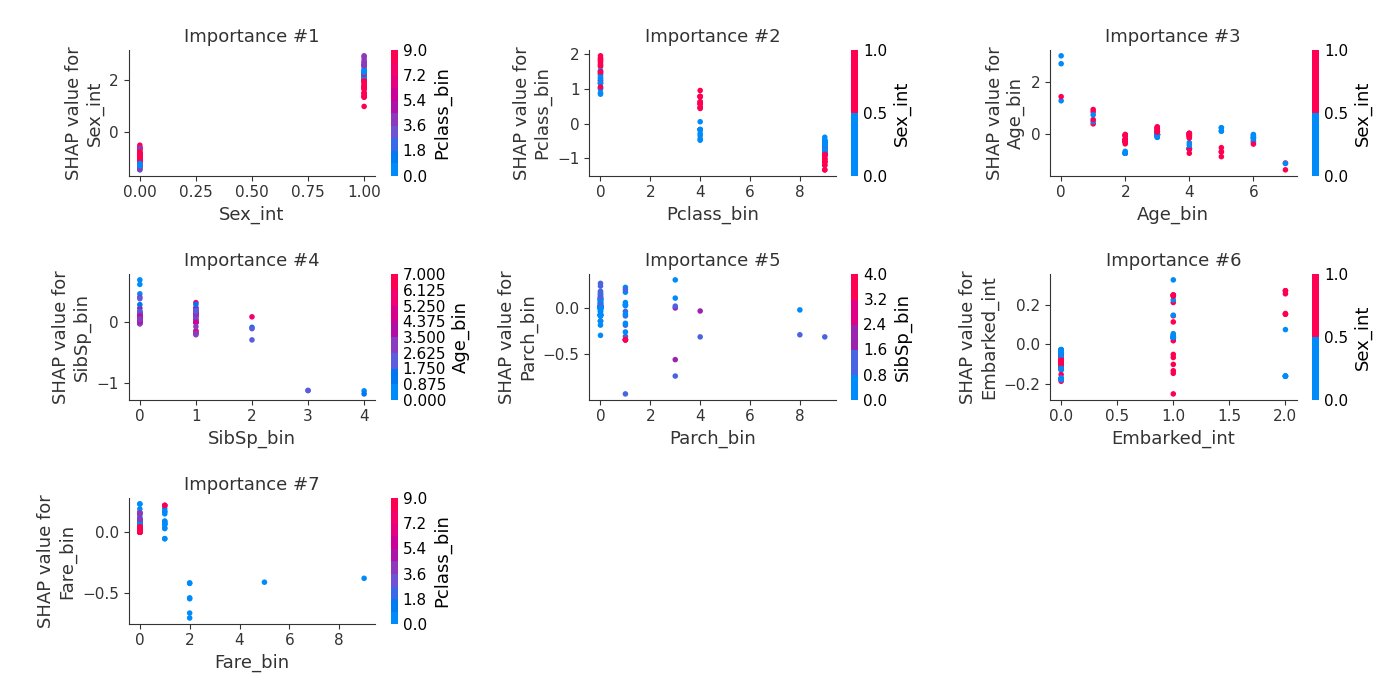 Importance #1
SHAP value for
Sex_int
2
0
0.00 0.25 0.50 0.75 1.00
Sex_int
9.0
7.2
5.4
3.6
1.8
0.0
Pclass_bin
Importance #2
SHAP value for
Pclass_bin
2
1
0
−1
0 2 4 6 8
Pclass_bin
1.0
0.5
0.0
Sex_int
Importance #3
SHAP value for
Age_bin
2
0
0 2 4 6
Age_bin
1.0
0.5
0.0
Sex_int
Importance #4
SHAP value for
SibSp_bin
0
−1
0 1 2 3 4
SibSp_bin
7.000
6.125
5.250
4.375
3.500
2.625
1.750
0.875
0.000
Age_bin
Importance #5
SHAP value for
Parch_bin
0.0
−0.5
0 2 4 6 8
Parch_bin
4.0
3.2
2.4
1.6
0.8
0.0
SibSp_bin
Importance #6
SHAP value for
Embarked_int
0.2
0.0
−0.2
0.0 0.5 1.0 1.5 2.0
Embarked_int
1.0
0.5
0.0
Sex_int
Importance #7
SHAP value for
Fare_bin
0.0
−0.5
0 2 4 6 8
Fare_bin
9.0
7.2
5.4
3.6
1.8
0.0
Pclass_bin